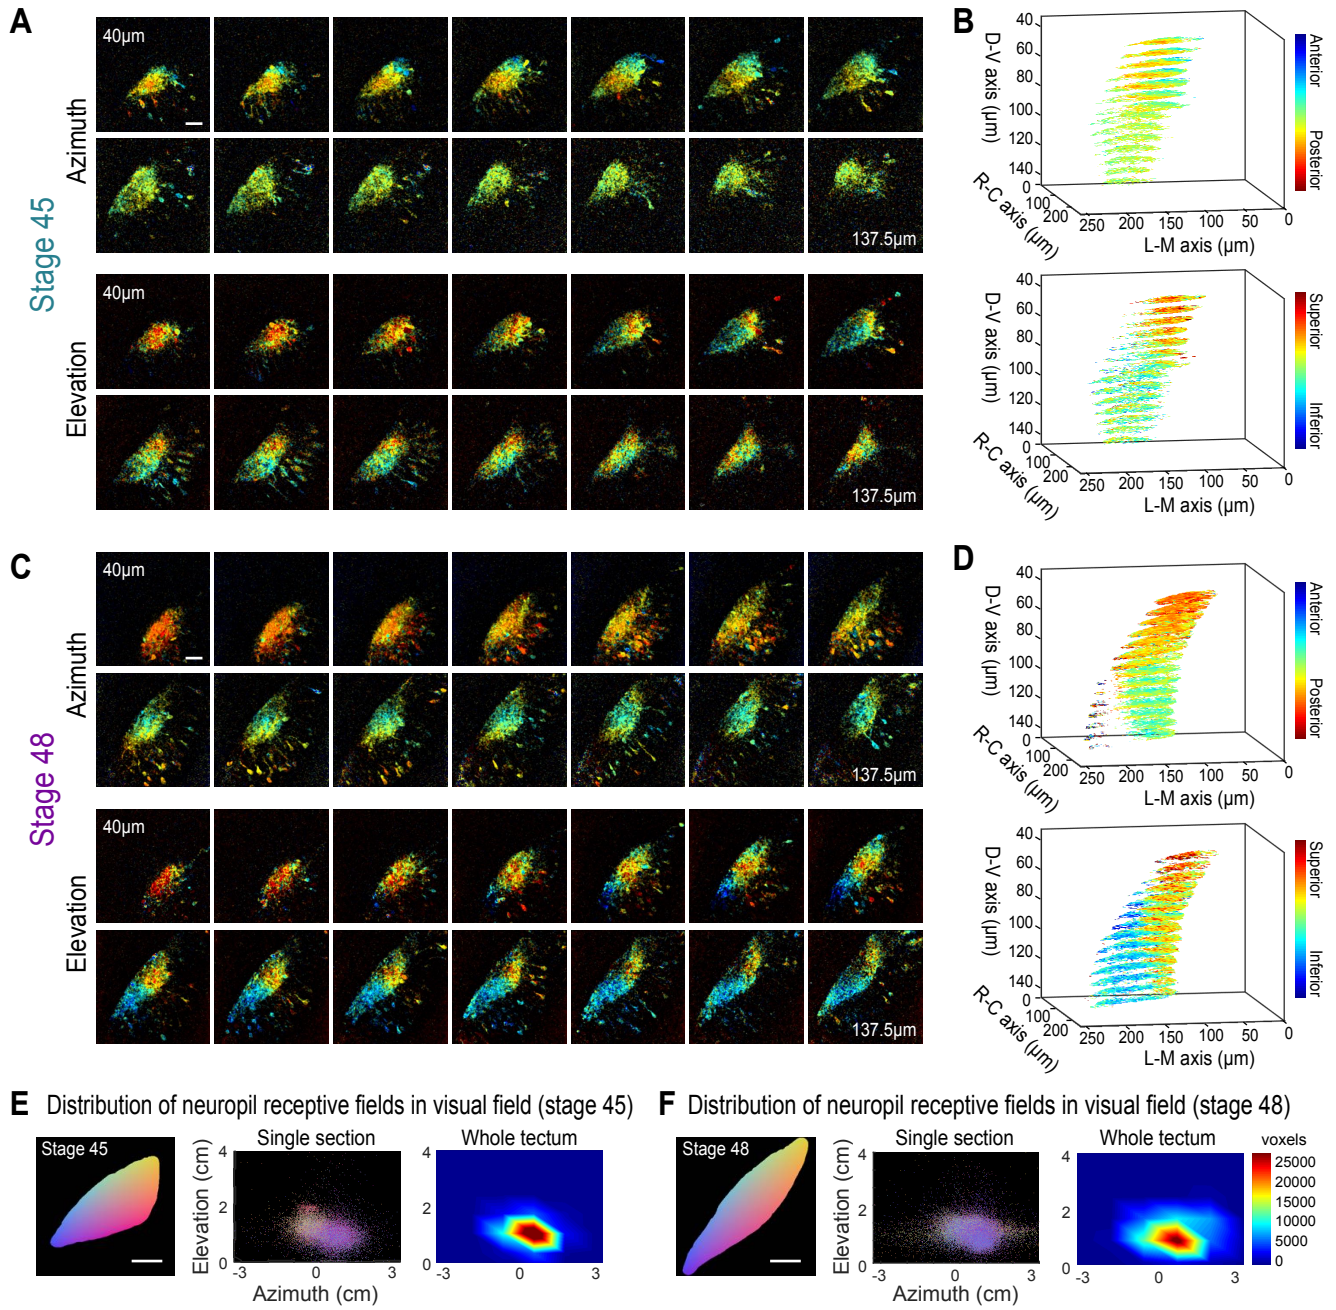 A
Stage 45
Azimuth
40µm
137.5µm
Elevation
40µm
137.5µm
B
D-V axis (µm)
40
60
80
100
120
140
0
100
200
R-C axis (µm)
250
200
150
100
50
0
L-M axis (µm)
Anterior
Posterior
D-V axis (µm)
40
60
80
100
120
140
0
100
200
R-C axis (µm)
250
200
150
100
50
0
L-M axis (µm)
Superior
Inferior
C
Stage 48
Azimuth
40µm
137.5µm
Elevation
40µm
137.5µm
D
D-V axis (µm)
40
60
80
100
120
140
0
100
200
R-C axis (µm)
250
200
150
100
50
0
L-M axis (µm)
Anterior
Posterior
D-V axis (µm)
40
60
80
100
120
140
0
100
200
R-C axis (µm)
250
200
150
100
50
0
L-M axis (µm)
Superior
Inferior
E Distribution of neuropil receptive fields in visual field (stage 45)
Stage 45
Single section
Elevation (cm)
4
2
0
-3 0 3
Azimuth (cm)
Whole tectum
4
2
0
-3 0 3
F Distribution of neuropil receptive fields in visual field (stage 48)
Stage 48
Single section
Elevation (cm)
4
2
0
-3 0 3
Azimuth (cm)
Whole tectum
4
2
0
-3 0 3
voxels
25000
20000
15000
10000
5000
0